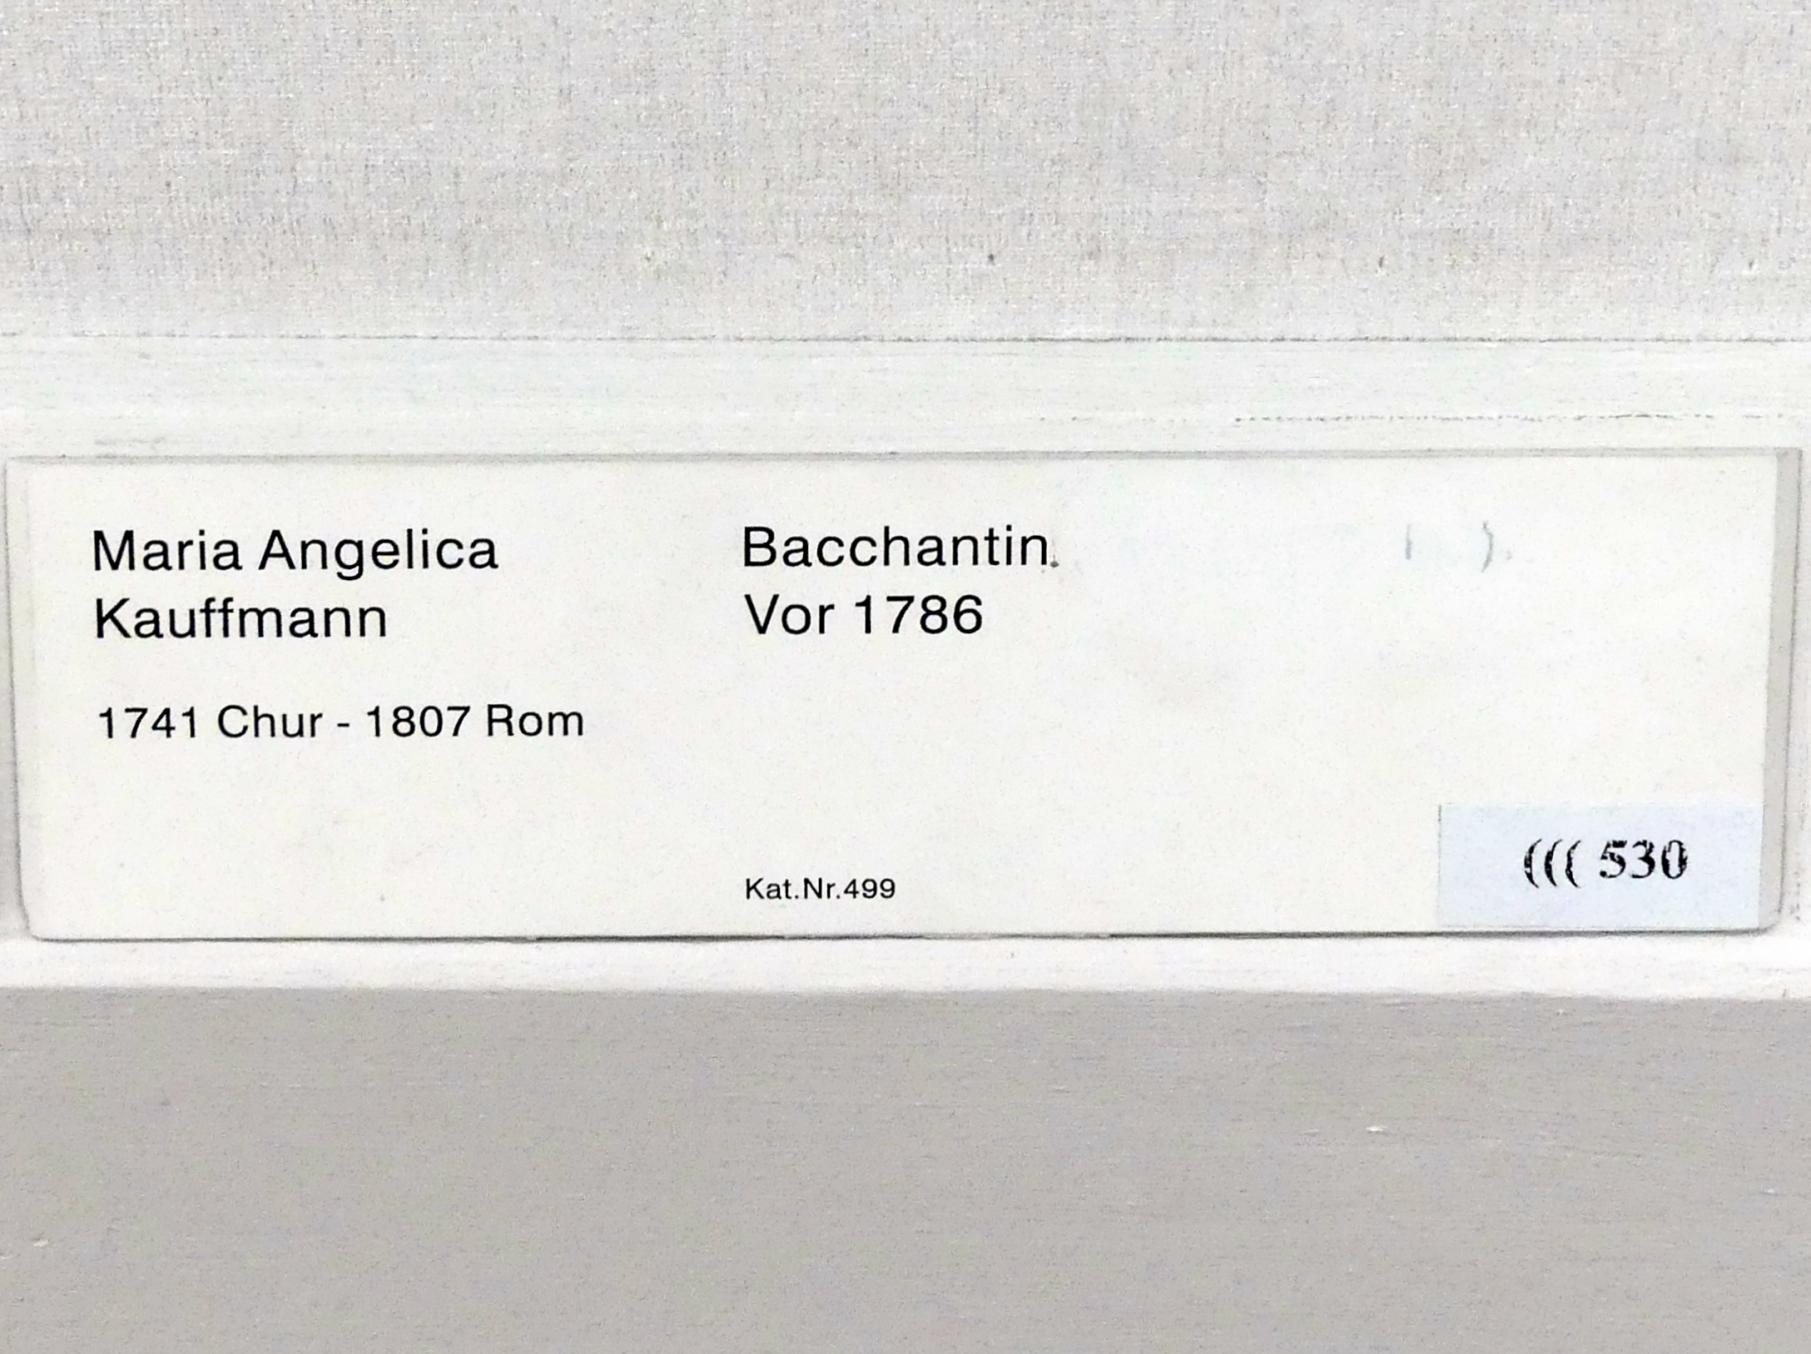 Maria Angelica
Kauffmann
1741 Chur - 1807 Rom
Bacchantin.
Vor 1786
Kat.Nr.499
((( 530